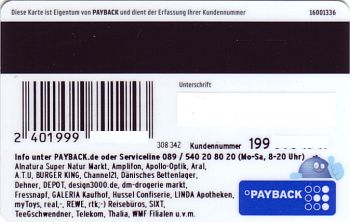 Diese Karte ist Eigentum von PAYBACK und dient der Erfassung Ihrer Kundennummer 16001336
Unterschrift
2 401999
308 342 Kundennummer 199
Info unter PAYBACK.de oder Serviceline 089 / 540 20 80 20 (Mo-Sa, 8-20 Uhr)
Alnatura Super Natur Markt, Amplifon, Apollo-Optik, Aral,
A.T.U, BURGER KING, Channel21, Dänisches Bettenlager,
Dehner, DEPOT, design3000.de, dm-drogerie markt,
Fressnapf, GALERIA Kaufhof, Hussel Confiserie, LINDA Apotheken,
myToys, real,-, REWE, rtk;-) Reisebüros, SIXT,
TeeGschwendner, Telekom, Thalia, WMF Filialen u.v.m.
PAYBACK